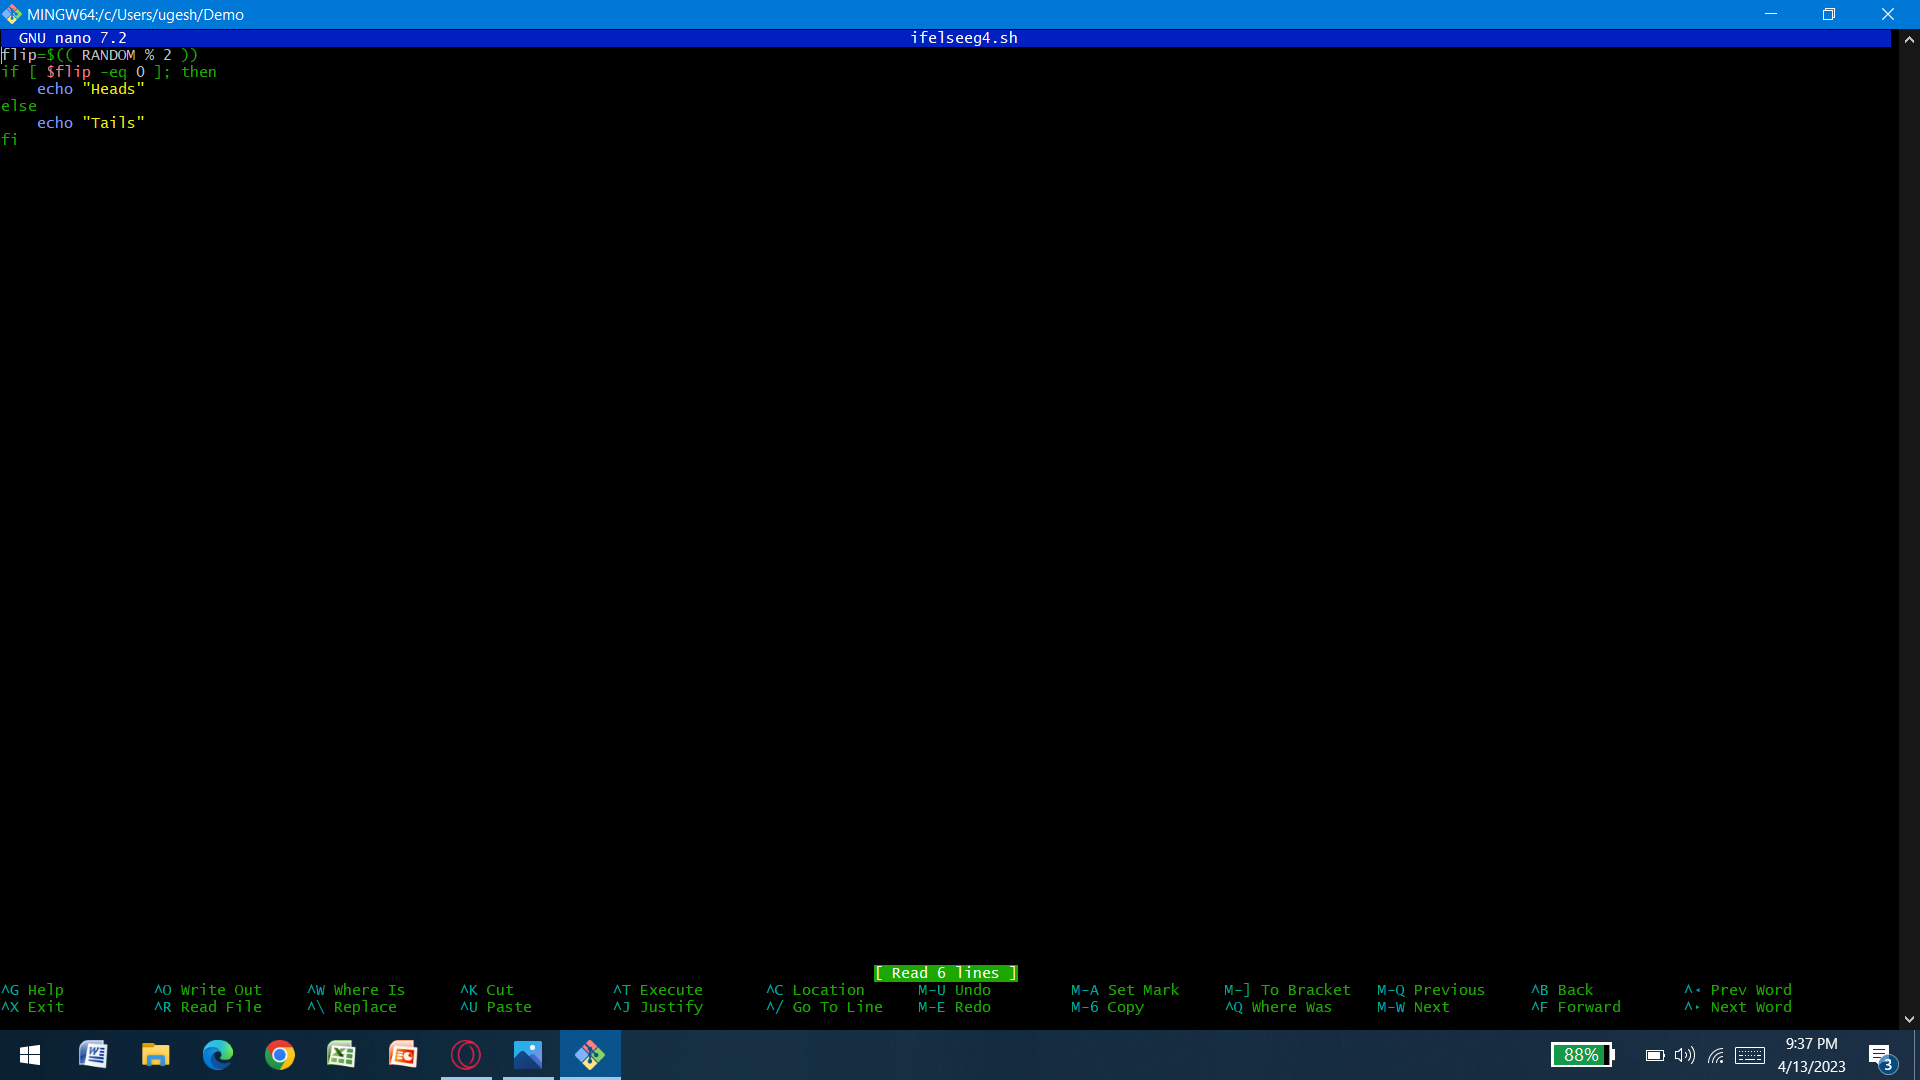 MINGW64:/c/Users/ugesh/Demo
GNU nano 7.2 ifelseeg4.sh
flip=$(( RANDOM % 2 ))
if [ $flip -eq 0 ]; then
    echo "Heads"
else
    echo "Tails"
fi
[ Read 6 lines ]
^G Help ^O Write Out ^W Where Is ^K Cut ^T Execute ^C Location M-U Undo M-A Set Mark M-] To Bracket M-Q Previous ^B Back ^◂ Prev Word
^X Exit ^R Read File ^\ Replace ^U Paste ^J Justify ^/ Go To Line M-E Redo M-6 Copy ^Q Where Was M-W Next ^F Forward ^▸ Next Word
88%
9:37 PM
4/13/2023
3